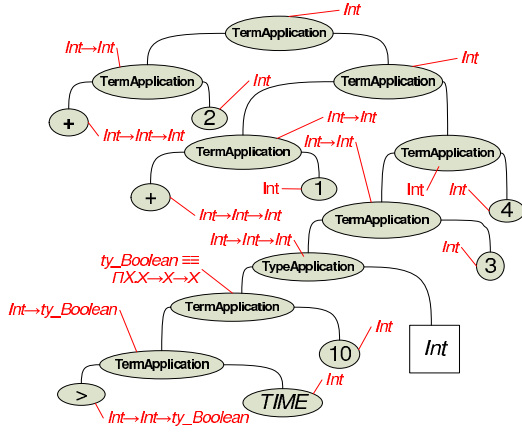 Int
TermApplication
Int→Int
Int
TermApplication
Int
TermApplication
+
2
Int→Int→Int
Int→Int
Int→Int
TermApplication
TermApplication
+
Int
1
Int
Int
4
Int→Int→Int
TermApplication
Int→Int→Int
ty_Boolean ≡≡
ΠX.X→X→X
TypeApplication
Int
3
Int→ty_Boolean
TermApplication
Int
TermApplication
10
Int
Int
>
TIME
Int→Int→ty_Boolean